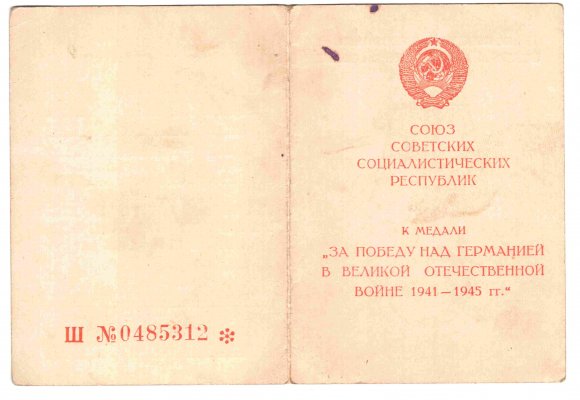 Ш №0485312 *
СОЮЗ
СОВЕТСКИХ
СОЦИАЛИСТИЧЕСКИХ
РЕСПУБЛИК
К МЕДАЛИ
„ЗА ПОБЕДУ НАД ГЕРМАНИЕЙ
В ВЕЛИКОЙ ОТЕЧЕСТВЕННОЙ
ВОЙНЕ 1941—1945 гг.“